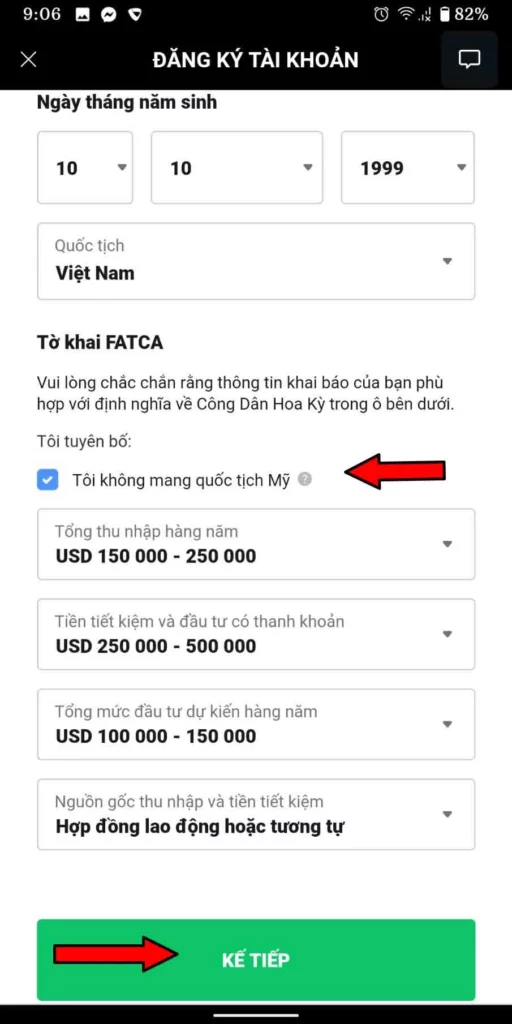 9:06
82%
ĐĂNG KÝ TÀI KHOẢN
Ngày tháng năm sinh
10 10 1999
Quốc tịch
Việt Nam
Tờ khai FATCA
Vui lòng chắc chắn rằng thông tin khai báo của bạn phù
hợp với định nghĩa về Công Dân Hoa Kỳ trong ô bên dưới.
Tôi tuyên bố:
Tôi không mang quốc tịch Mỹ ?
Tổng thu nhập hàng năm
USD 150 000 - 250 000
Tiền tiết kiệm và đầu tư có thanh khoản
USD 250 000 - 500 000
Tổng mức đầu tư dự kiến hàng năm
USD 100 000 - 150 000
Nguồn gốc thu nhập và tiền tiết kiệm
Hợp đồng lao động hoặc tương tự
KẾ TIẾP